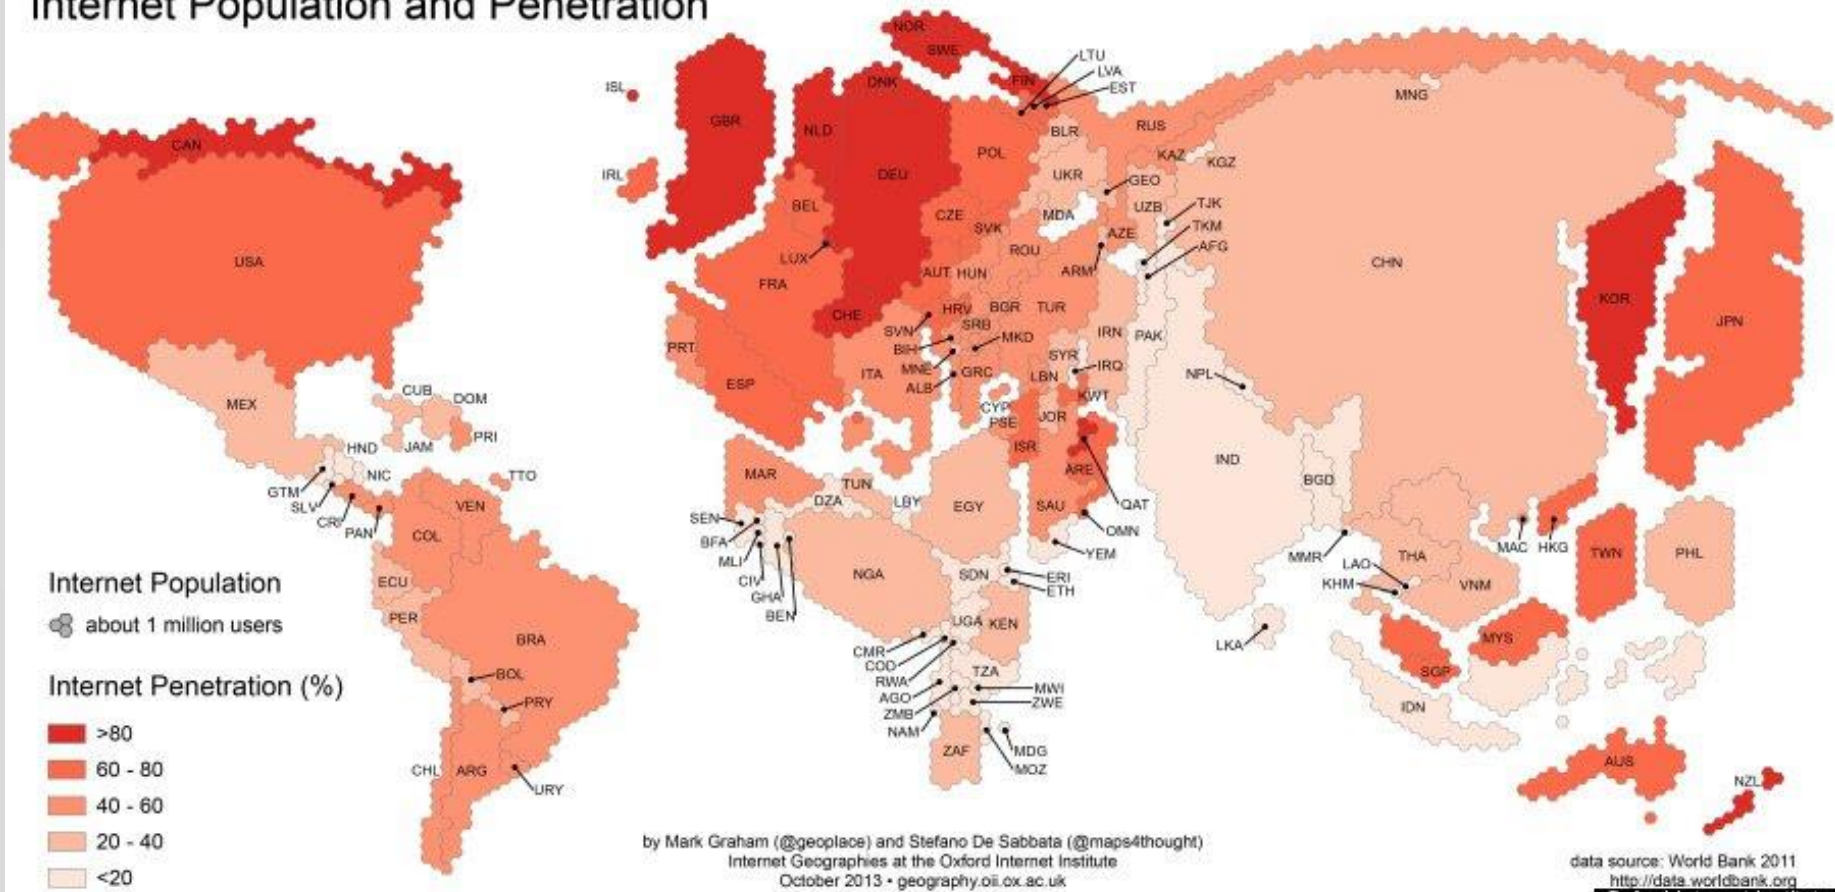 Internet Population and Penetration
NOR
SWE
FIN
LTU
LVA
EST
ISL
DNK
GBR
NLD
CAN
MNG
RUS
BLR
POL
KAZ
KGZ
IRL
DEU
UKR
GEO
BEL
UZB
TJK
CZE
MDA
SVK
TKM
AZE
AFG
ROU
USA
LUX
AUT
HUN
ARM
CHN
FRA
CHE
HRV
BGR
TUR
KOR
SVN
SRB
MKD
IRN
PAK
JPN
PRT
BIH
SYR
MNE
IRQ
ITA
ALB
GRC
LBN
NPL
ESP
CUB
DOM
MEX
KWT
CYP
PSE
JOR
PRI
HND
JAM
ISR
IND
NIC
TTO
MAR
TUN
ARE
BGD
GTM
SLV
DZA
LBY
VEN
EGY
SAU
QAT
CRI
PAN
SEN
COL
BFA
OMN
MAC
HKG
TWN
PHL
MLI
YEM
MMR
LAO
THA
CIV
ECU
NGA
SDN
ERI
ETH
KHM
VNM
GHA
BEN
PER
UGA
KEN
BRA
CMR
LKA
MYS
COD
RWA
TZA
SGP
BOL
AGO
MWI
PRY
ZMB
ZWE
IDN
NAM
ZAF
MDG
MOZ
CHL
ARG
URY
AUS
NZL
Internet Population
about 1 million users
Internet Penetration (%)
>80
60 - 80
40 - 60
20 - 40
<20
by Mark Graham (@geoplace) and Stefano De Sabbata (@maps4thought)
Internet Geographies at the Oxford Internet Institute
October 2013 • geography.oii.ox.ac.uk
data source: World Bank 2011
http://data.worldbank.org